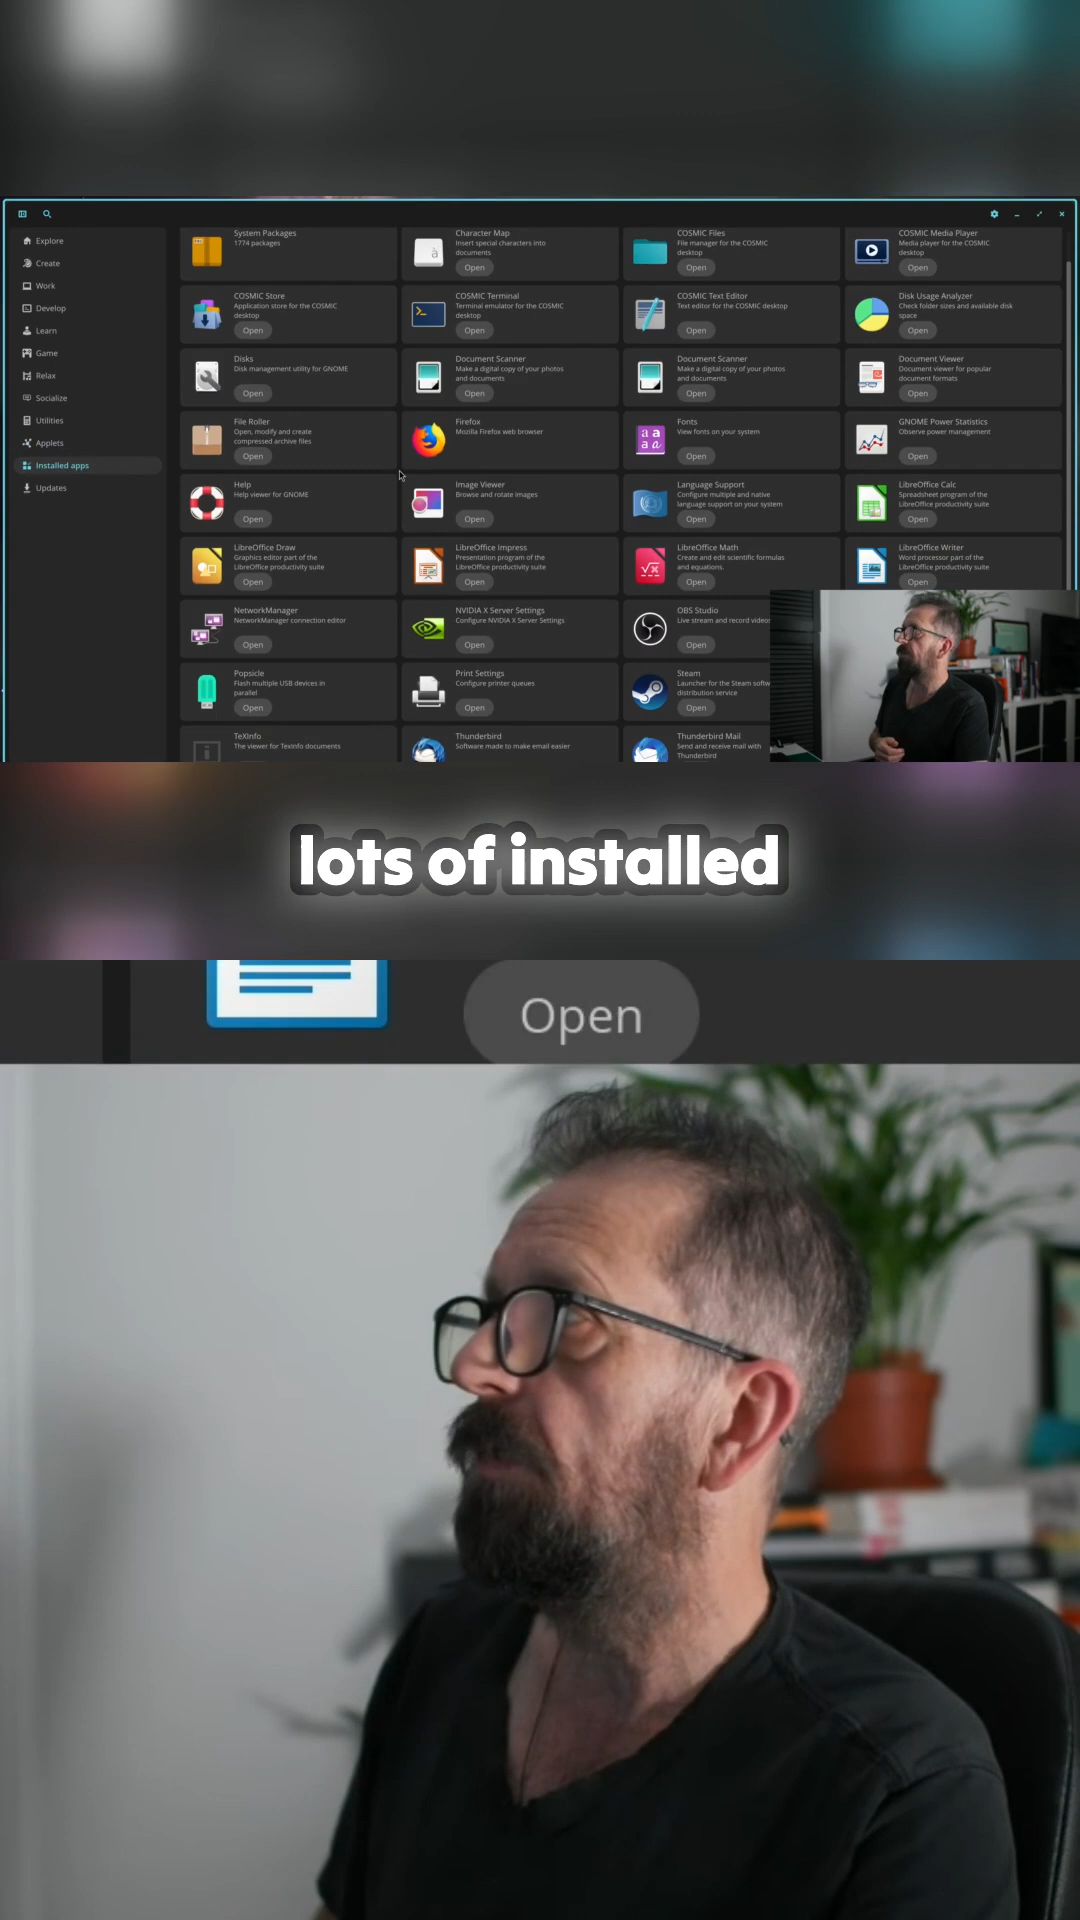 Explore
Create
Work
Develop
Learn
Game
Relax
Socialize
Utilities
Applets
Installed apps
Updates
System Packages
1774 packages
Character Map
Insert special characters into
documents
Open
COSMIC Files
File manager for the COSMIC
desktop
Open
COSMIC Media Player
Media player for the COSMIC
desktop
Open
COSMIC Store
Application store for the COSMIC
desktop
Open
COSMIC Terminal
Terminal emulator for the COSMIC
desktop
Open
COSMIC Text Editor
Text editor for the COSMIC desktop
Open
Disk Usage Analyzer
Check folder sizes and available disk
space
Open
Disks
Disk management utility for GNOME
Open
Document Scanner
Make a digital copy of your photos
and documents
Open
Document Scanner
Make a digital copy of your photos
and documents
Open
Document Viewer
Document viewer for popular
document formats
Open
File Roller
Open, modify and create
compressed archive files
Open
Firefox
Mozilla Firefox web browser
Fonts
View fonts on your system
Open
GNOME Power Statistics
Observe power management
Open
Help
Help viewer for GNOME
Open
Image Viewer
Browse and rotate images
Open
Language Support
Configure multiple and native
language support on your system
Open
LibreOffice Calc
Spreadsheet program of the
LibreOffice productivity suite
Open
LibreOffice Draw
Graphics editor part of the
LibreOffice productivity suite
Open
LibreOffice Impress
Presentation program of the
LibreOffice productivity suite
Open
LibreOffice Math
Create and edit scientific formulas
and equations.
Open
LibreOffice Writer
Word processor part of the
LibreOffice productivity suite
Open
NetworkManager
NetworkManager connection editor
Open
NVIDIA X Server Settings
Configure NVIDIA X Server Settings
Open
OBS Studio
Live stream and record videos
Open
Popsicle
Flash multiple USB devices in
parallel
Open
Print Settings
Configure printer queues
Open
Steam
Launcher for the Steam softw
distribution service
Open
TeXInfo
The viewer for TexInfo documents
Thunderbird
Software made to make email easier
Thunderbird Mail
Send and receive mail with
Thunderbird
lots of installed
Open